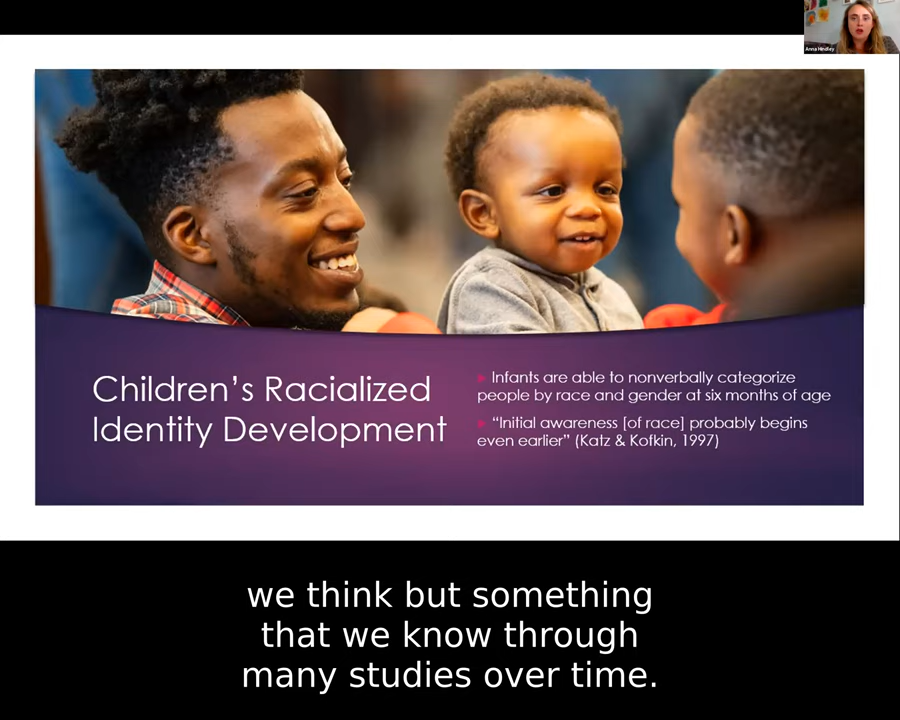 Anna Hindley
Children's Racialized
Identity Development
Infants are able to nonverbally categorize
people by race and gender at six months of age
“Initial awareness [of race] probably begins
even earlier” (Katz & Kofkin, 1997)
we think but something
that we know through
many studies over time.